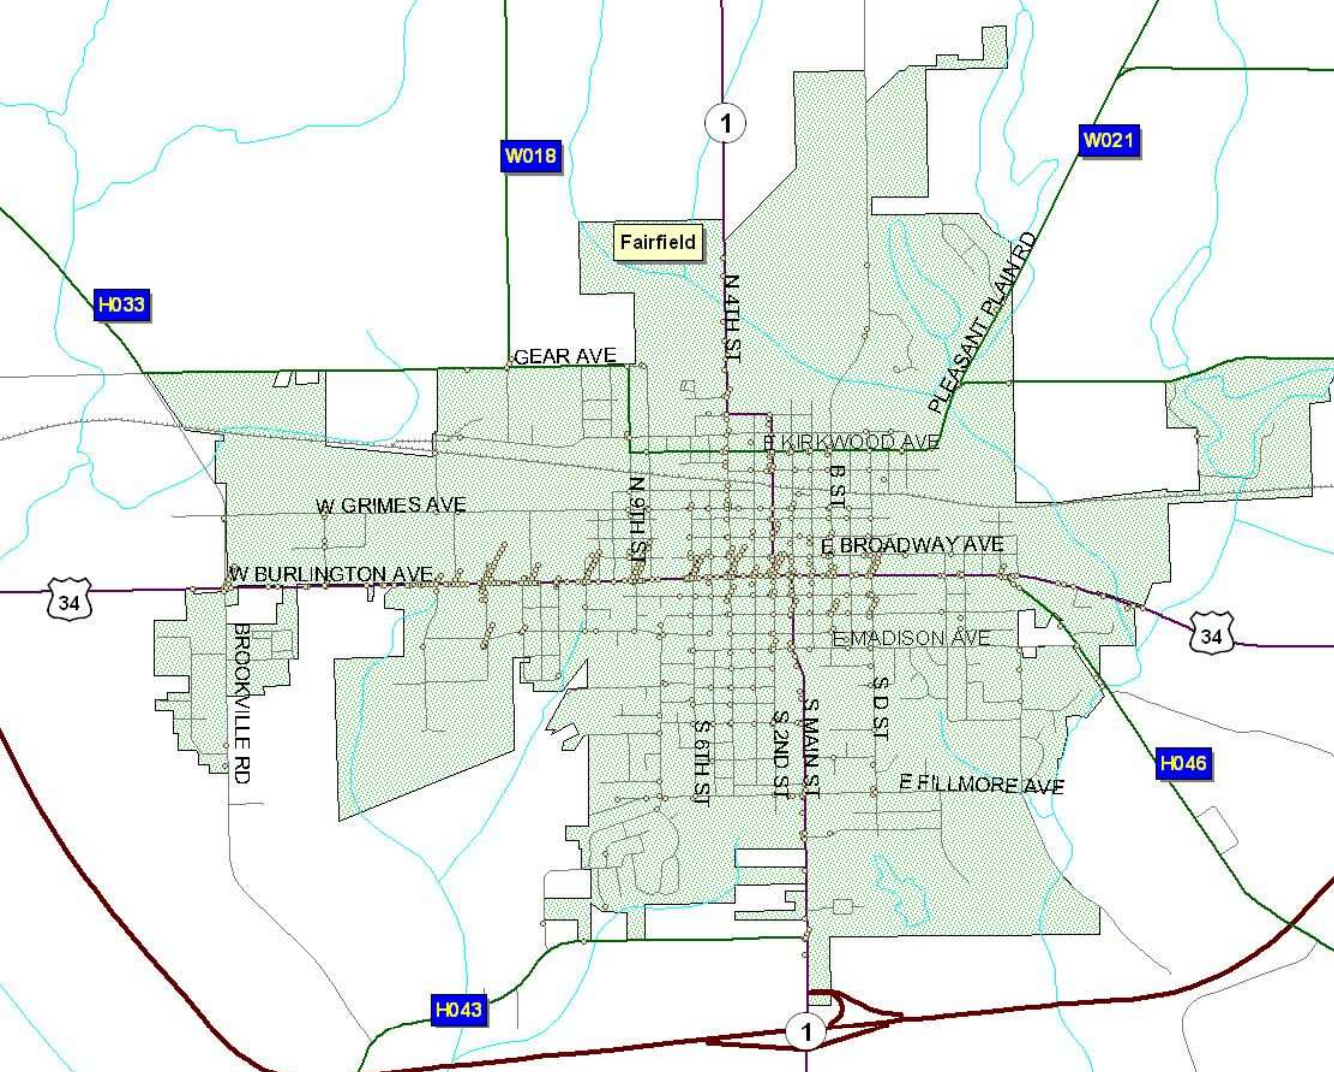 1
W021
W018
Fairfield
H033
N 4TH ST
PLEASANT PLAIN RD
GEAR AVE
E KIRKWOOD AVE
B ST
N 9TH ST
W GRIMES AVE
E BROADWAY AVE
W BURLINGTON AVE
34
34
E MADISON AVE
BROOKVILLE RD
S D ST
S MAIN ST
S 2ND ST
S 6TH ST
H046
E FILLMORE AVE
H043
1